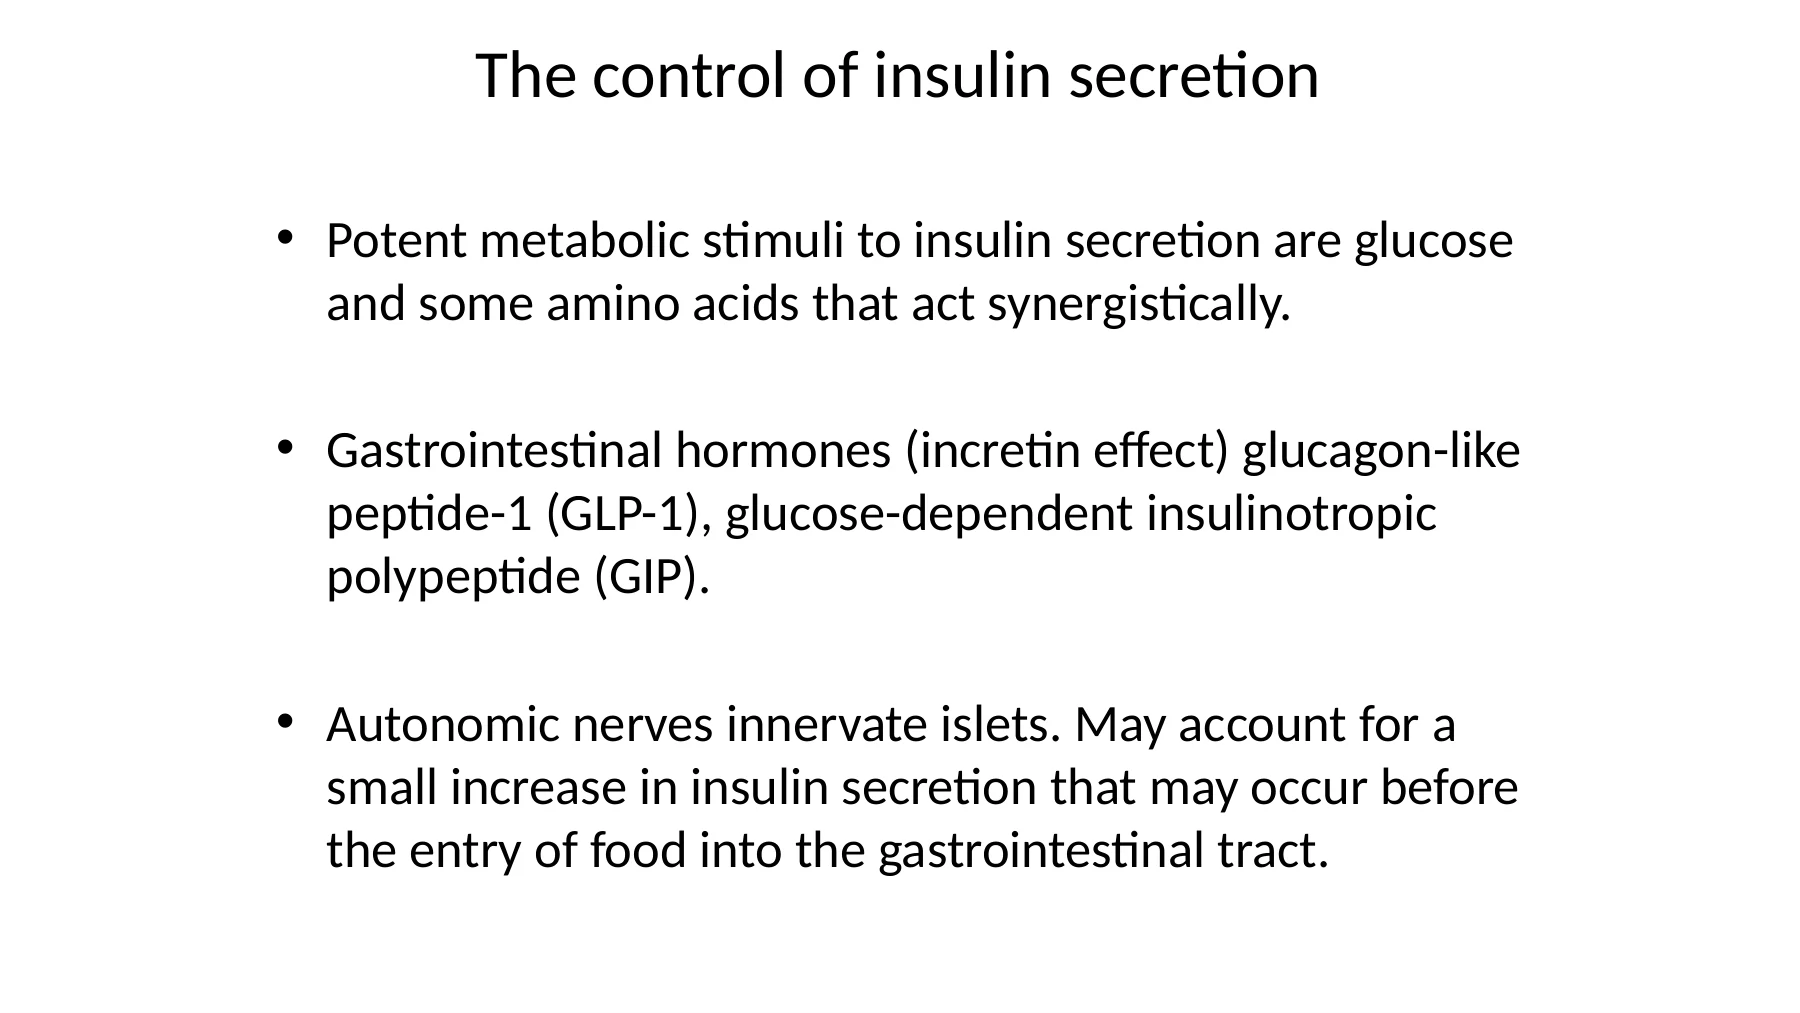 The control of insulin secretion
• Potent metabolic stimuli to insulin secretion are glucose
and some amino acids that act synergistically.
• Gastrointestinal hormones (incretin effect) glucagon-like
peptide-1 (GLP-1), glucose-dependent insulinotropic
polypeptide (GIP).
• Autonomic nerves innervate islets. May account for a
small increase in insulin secretion that may occur before
the entry of food into the gastrointestinal tract.